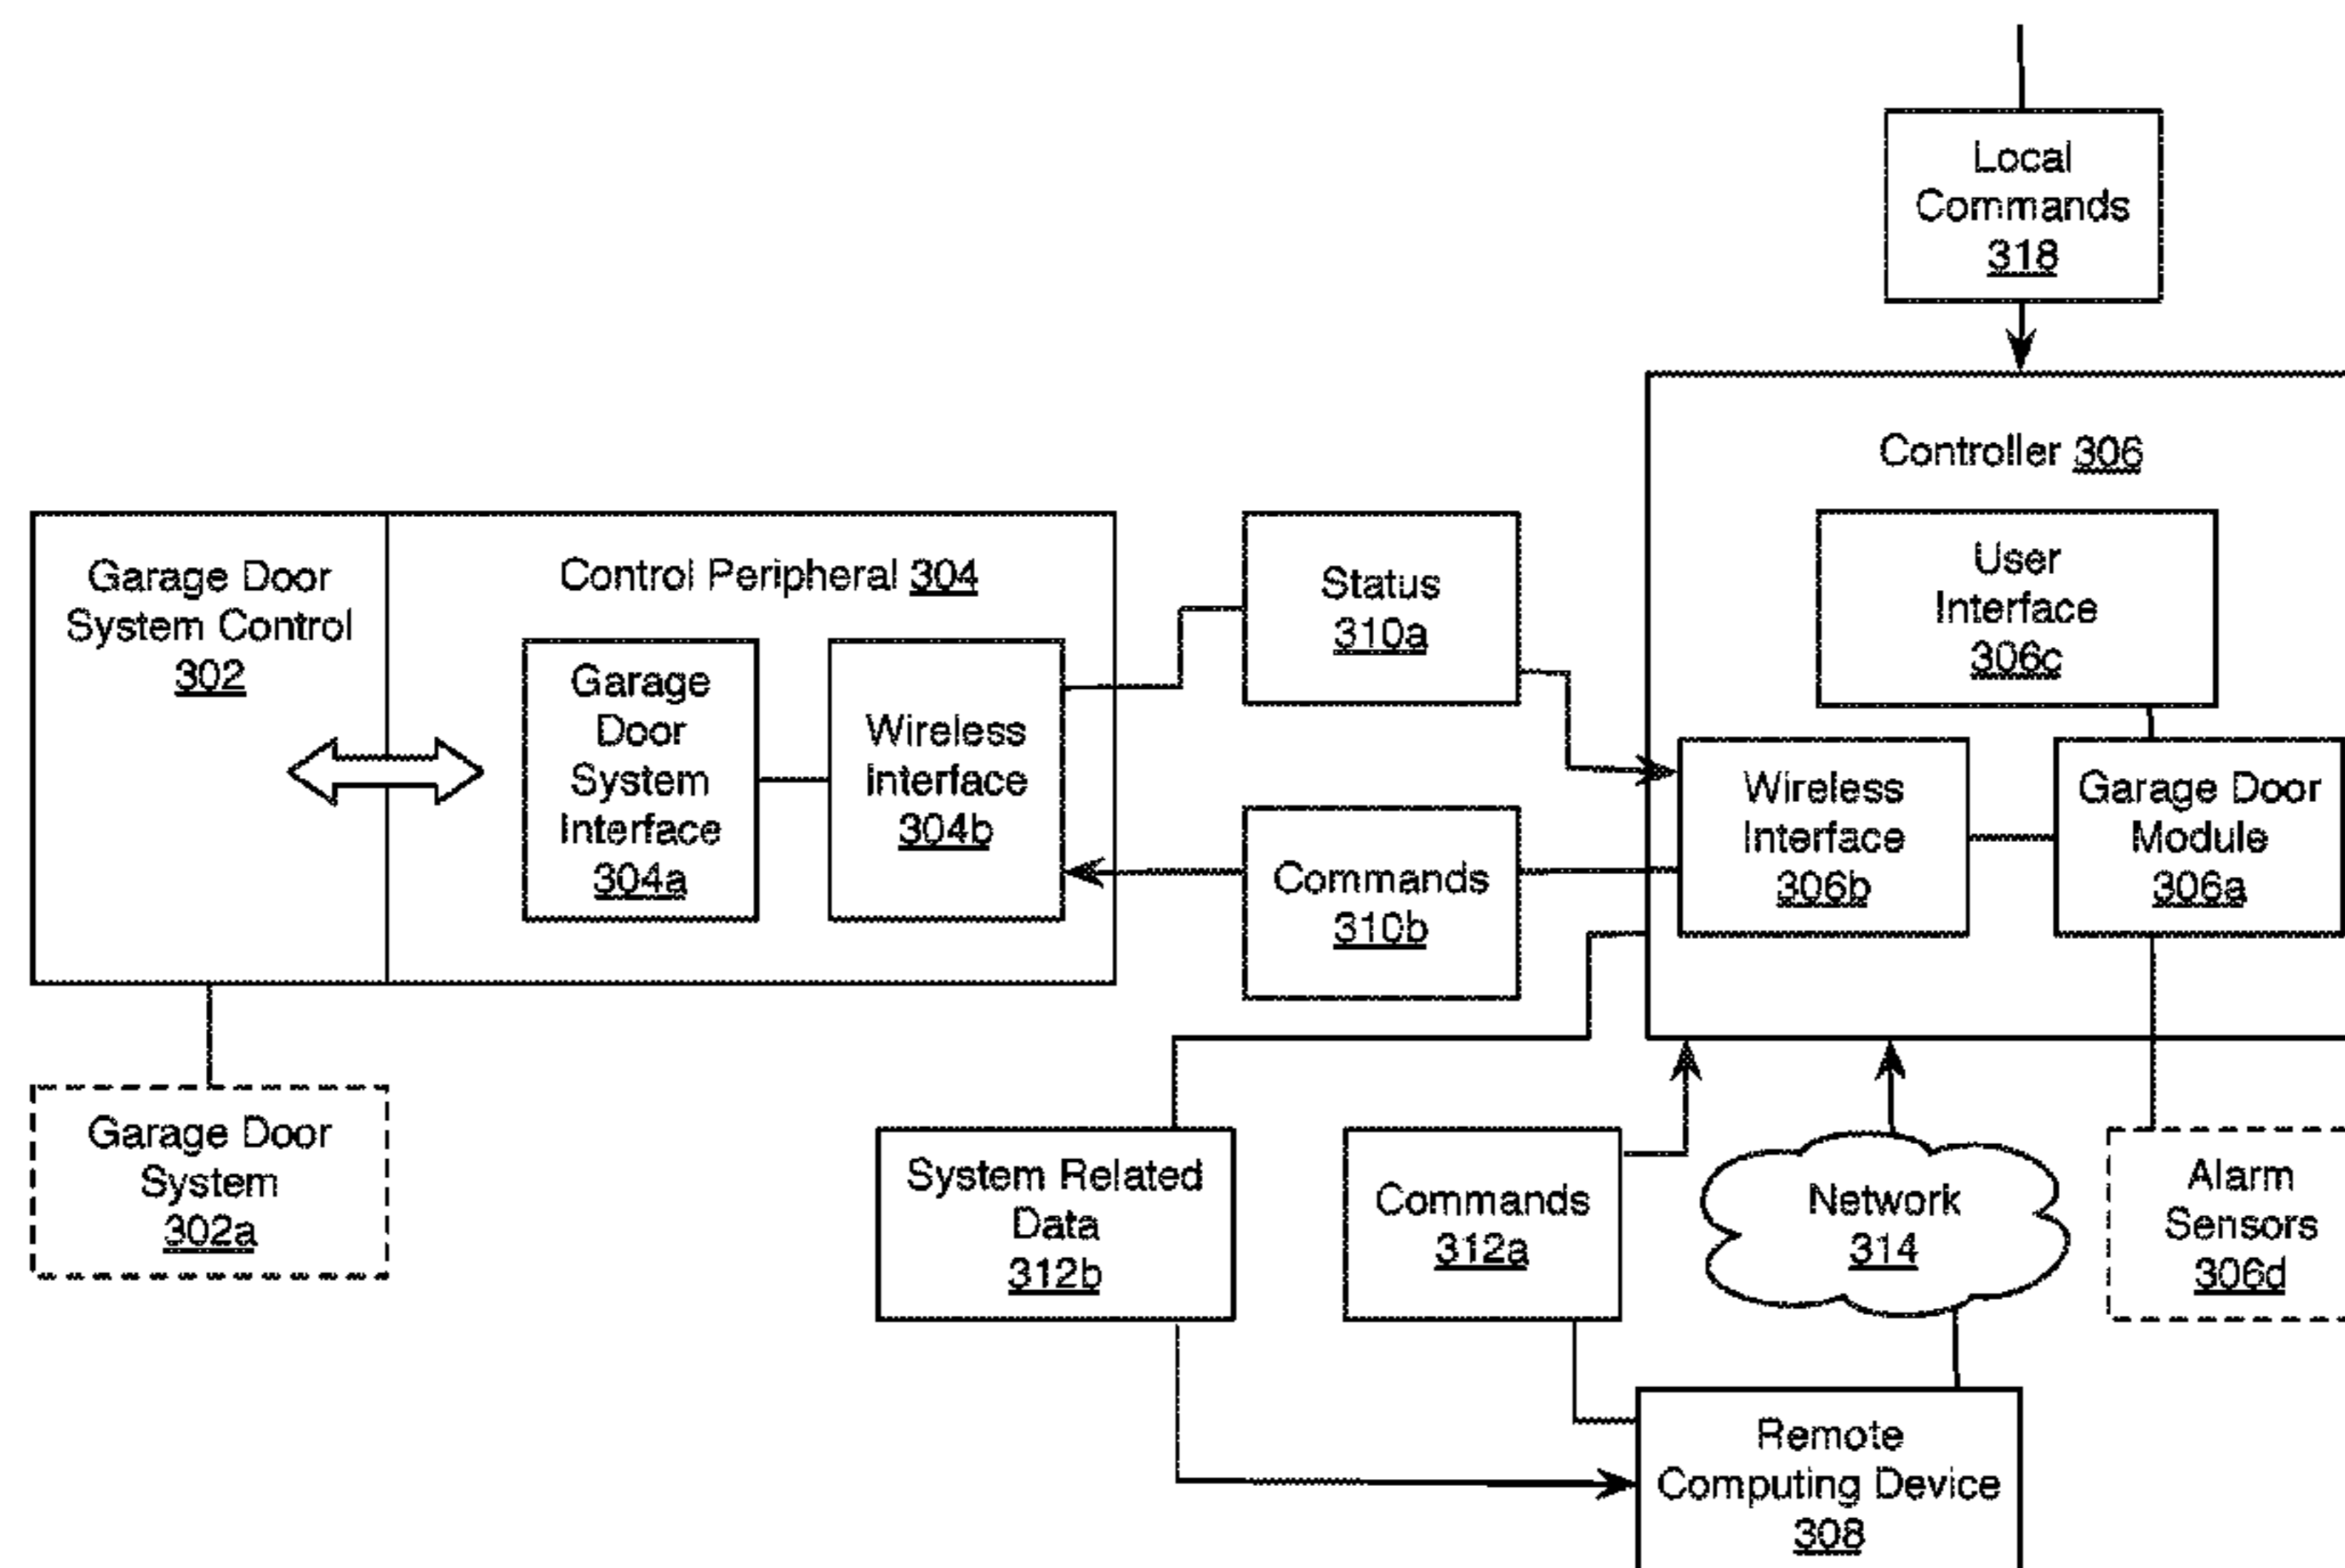 Local
Commands
318
Controller 306
User
Interface
306c
Garage Door
System Control
302
Control Peripheral 304
Garage
Door
System
Interface
304a
Wireless
Interface
304b
Status
310a
Commands
310b
Wireless
Interface
306b
Garage Door
Module
306a
Garage Door
System
302a
System Related
Data
312b
Commands
312a
Network
314
Alarm
Sensors
306d
Remote
Computing Device
308